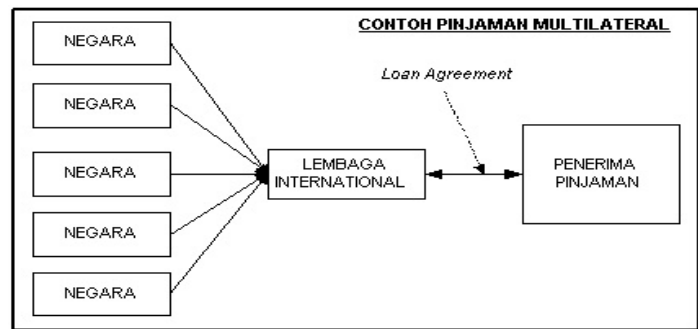 CONTOH PINJAMAN MULTILATERAL
NEGARA
NEGARA
NEGARA
NEGARA
NEGARA
Loan Agreement
LEMBAGA
INTERNATIONAL
PENERIMA
PINJAMAN